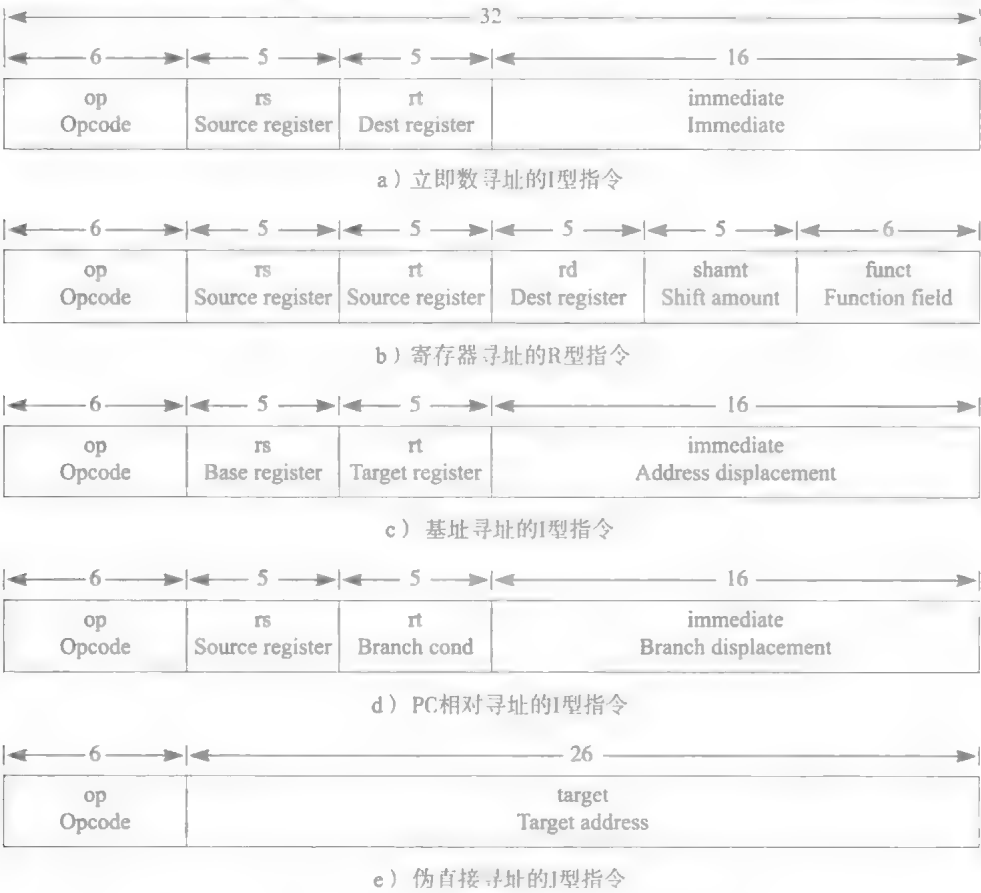 32
6 5 5 16
op rs rt immediate
Opcode Source register Dest register Immediate
a）立即数寻址的I型指令
6 5 5 5 5 6
op rs rt rd shamt funct
Opcode Source register Source register Dest register Shift amount Function field
b）寄存器寻址的R型指令
6 5 5 16
op rs rt immediate
Opcode Base register Target register Address displacement
c）基址寻址的I型指令
6 5 5 16
op rs rt immediate
Opcode Source register Branch cond Branch displacement
d）PC相对寻址的I型指令
6 26
op target
Opcode Target address
e）伪直接寻址的J型指令